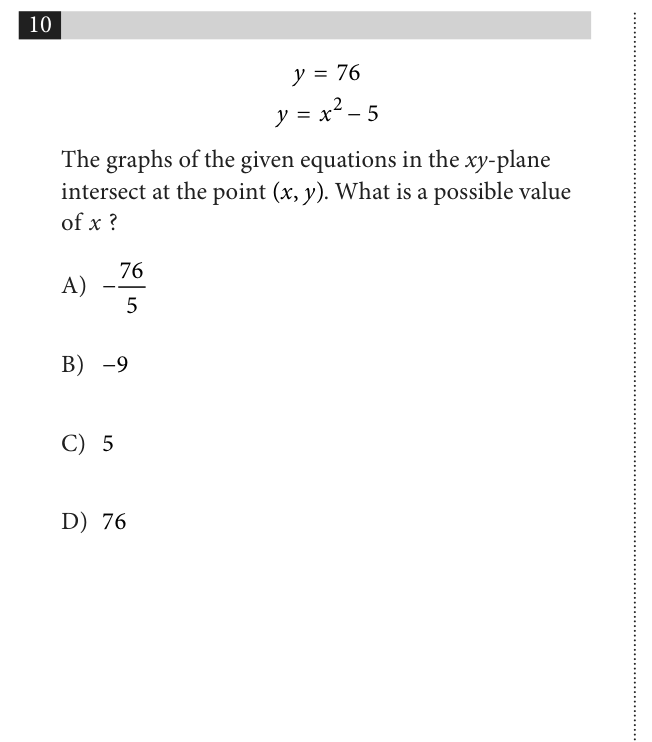 10
y = 76
y = x² – 5
The graphs of the given equations in the xy-plane
intersect at the point (x, y). What is a possible value
of x ?
A) –76/5
B) –9
C) 5
D) 76